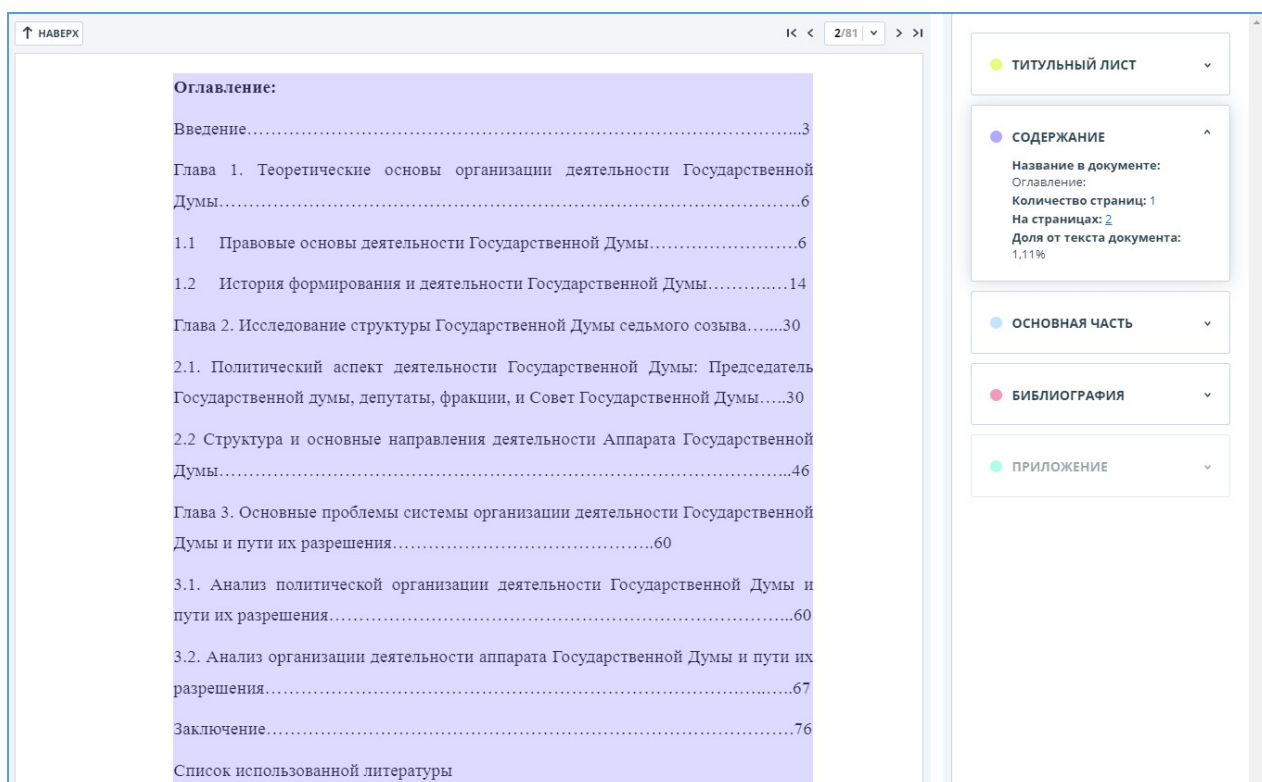 ↑ НАВЕРХ
2/81
Оглавление:
Введение…………………………………………………………………………...3
Глава 1. Теоретические основы организации деятельности Государственной
Думы……………………………………………………………………………….6
1.1 Правовые основы деятельности Государственной Думы…………………….6
1.2 История формирования и деятельности Государственной Думы………..…14
Глава 2. Исследование структуры Государственной Думы седьмого созыва…....30
2.1. Политический аспект деятельности Государственной Думы: Председатель
Государственной думы, депутаты, фракции, и Совет Государственной Думы…..30
2.2 Структура и основные направления деятельности Аппарата Государственной
Думы……………………………………………………………………………...46
Глава 3. Основные проблемы системы организации деятельности Государственной
Думы и пути их разрешения……………………………………..60
3.1. Анализ политической организации деятельности Государственной Думы и
пути их разрешения………………………………………………………………...60
3.2. Анализ организации деятельности аппарата Государственной Думы и пути их
разрешения…………………………………………………………………..…..67
Заключение…………………………………………………………………………76
Список использованной литературы
ТИТУЛЬНЫЙ ЛИСТ
СОДЕРЖАНИЕ
Название в документе:
Оглавление:
Количество страниц: 1
На страницах: 2
Доля от текста документа:
1,11%
ОСНОВНАЯ ЧАСТЬ
БИБЛИОГРАФИЯ
ПРИЛОЖЕНИЕ